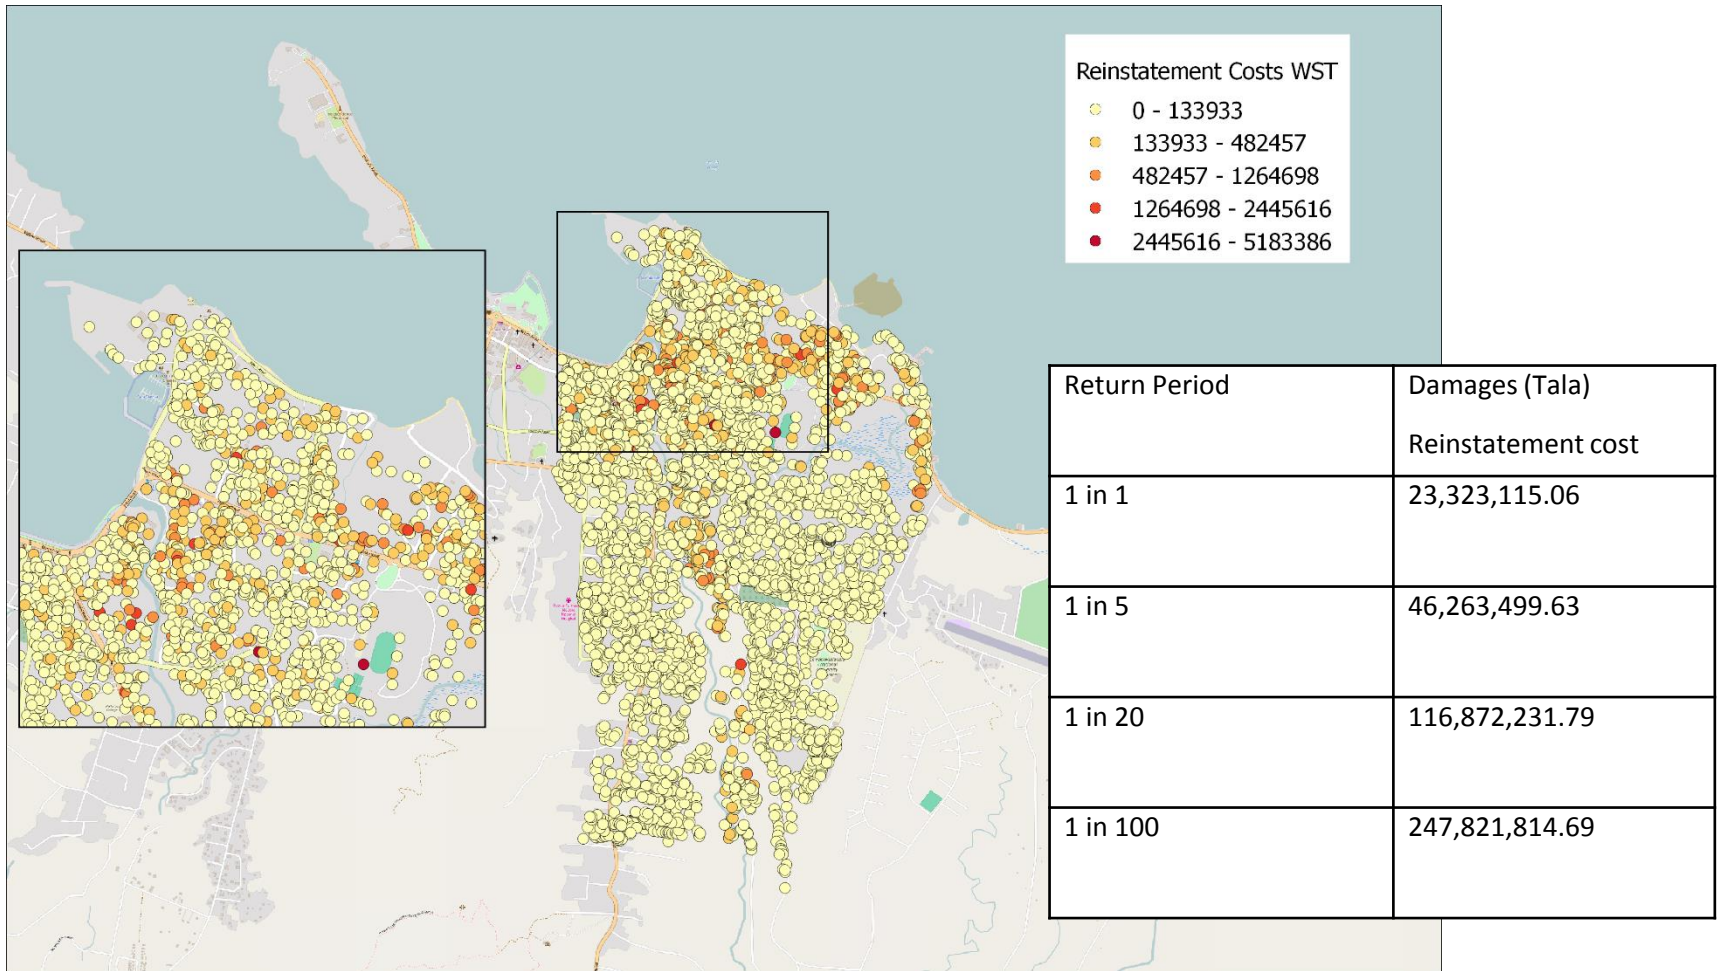 Reinstatement Costs WST
0 - 133933
133933 - 482457
482457 - 1264698
1264698 - 2445616
2445616 - 5183386
Return Period
Damages (Tala)
Reinstatement cost
1 in 1
23,323,115.06
1 in 5
46,263,499.63
1 in 20
116,872,231.79
1 in 100
247,821,814.69